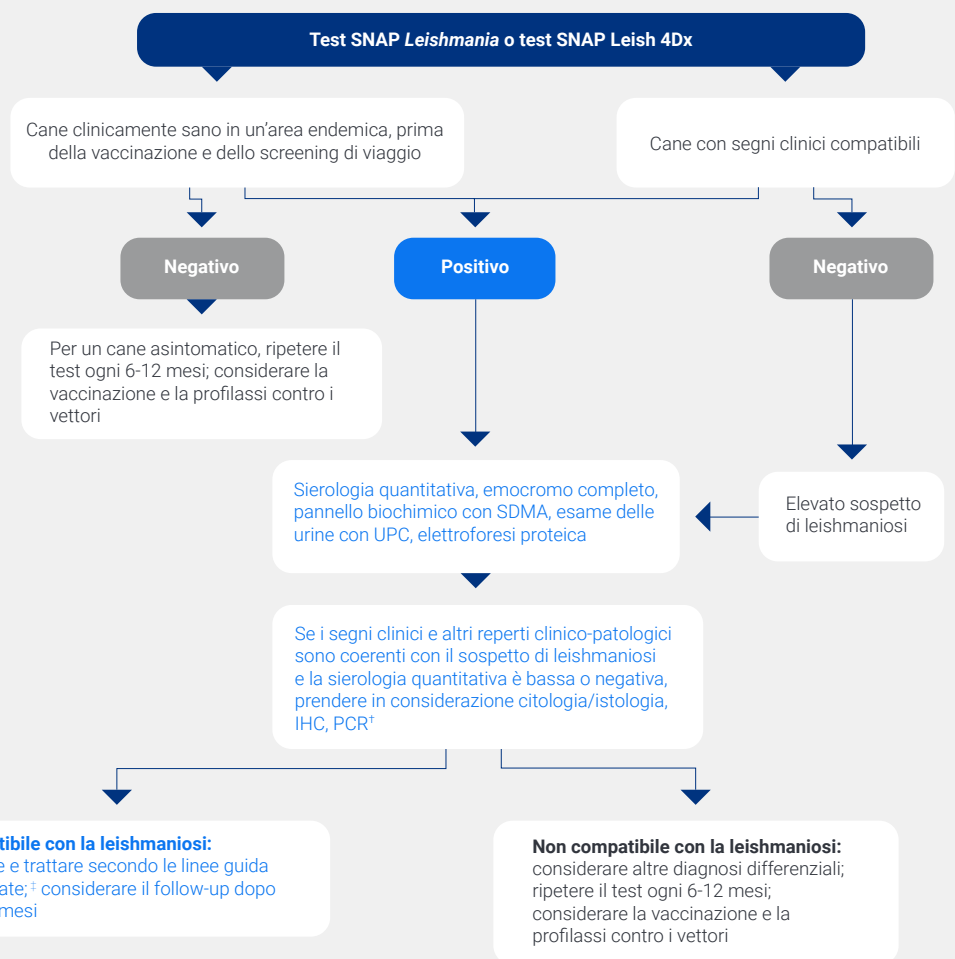 Test SNAP Leishmania o test SNAP Leish 4Dx
Cane clinicamente sano in un'area endemica, prima
della vaccinazione e dello screening di viaggio
Cane con segni clinici compatibili
Negativo
Positivo
Negativo
Per un cane asintomatico, ripetere il
test ogni 6-12 mesi; considerare la
vaccinazione e la profilassi contro i
vettori
Sierologia quantitativa, emocromo completo,
pannello biochimico con SDMA, esame delle
urine con UPC, elettroforesi proteica
Elevato sospetto
di leishmaniosi
Se i segni clinici e altri reperti clinico-patologici
sono coerenti con il sospetto di leishmaniosi
e la sierologia quantitativa è bassa o negativa,
prendere in considerazione citologia/istologia,
IHC, PCR†
tibile con la leishmaniosi:
e e trattare secondo le linee guida
ate;‡ considerare il follow-up dopo
mesi
Non compatibile con la leishmaniosi:
considerare altre diagnosi differenziali;
ripetere il test ogni 6-12 mesi;
considerare la vaccinazione e la
profilassi contro i vettori